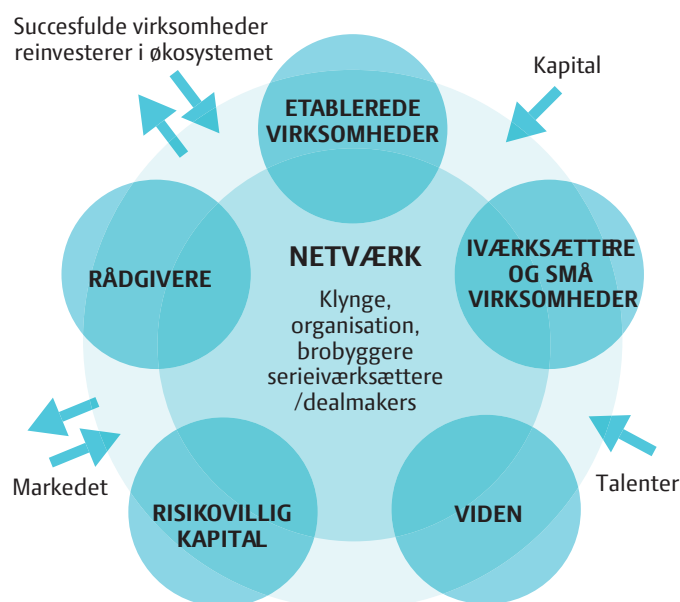 Succesfulde virksomheder
reinvesterer i økosystemet
Kapital
ETABLEREDE
VIRKSOMHEDER
IVÆRKSÆTTERE
OG SMÅ
VIRKSOMHEDER
RÅDGIVERE
NETVÆRK
Klynge,
organisation,
brobyggere
serieiværksættere
/dealmakers
Markedet
Talenter
RISIKOVILLIG
KAPITAL
VIDEN